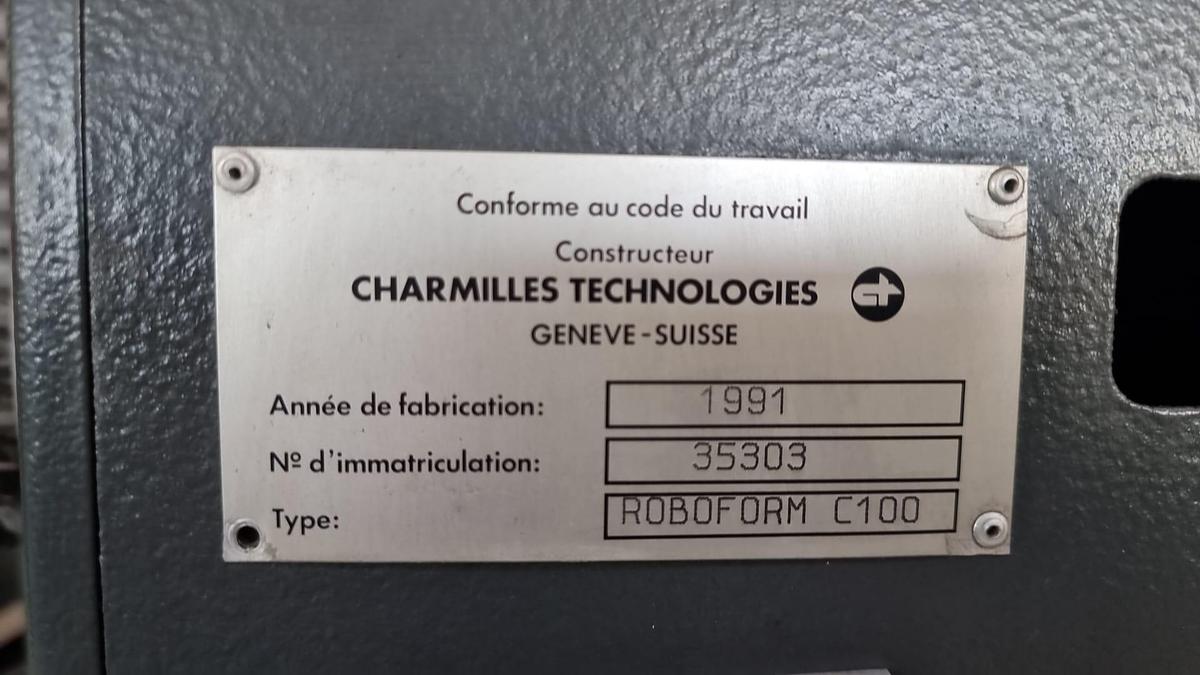 Conforme au code du travail
Constructeur
CHARMILLES TECHNOLOGIES
GENEVE-SUISSE
Année de fabrication: 1991
Nº d'immatriculation: 35303
Type: ROBOFORM C100